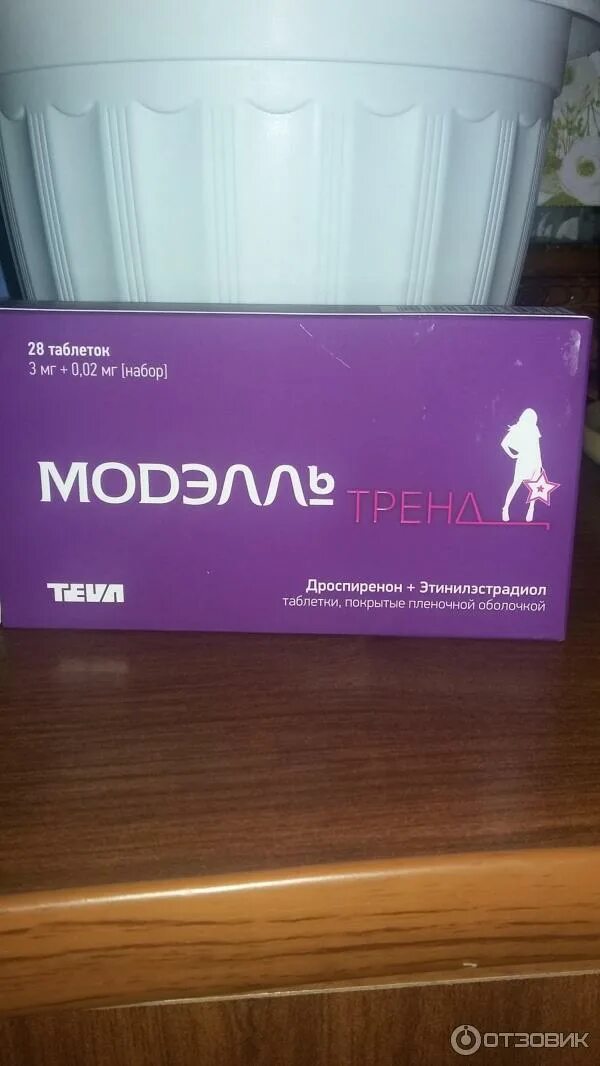 28 таблеток
3 мг + 0,02 мг [набор]
МОДЭЛЛЬ ТРЕНД
TEVA
Дроспиренон + Этинилэстрадиол
таблетки, покрытые пленочной оболочкой
ОТЗОВИК